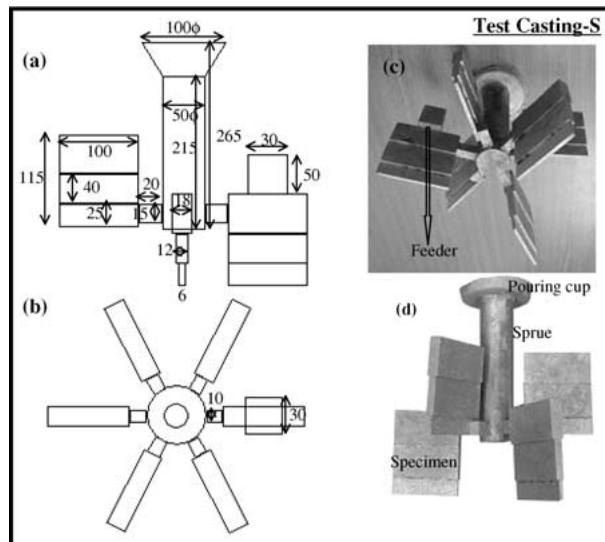 Test Casting-S
(a)
100ϕ
50ϕ
215
265
30
50
100
115
40
20
25
15
18
12
6
(b)
10
30
(c)
Feeder
(d)
Pouring cup
Sprue
Specimen